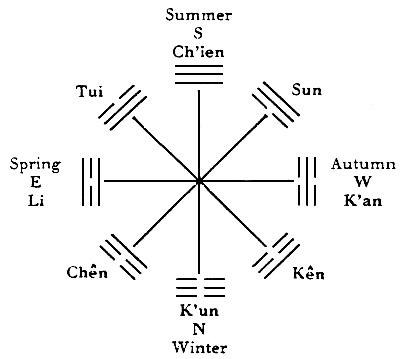 Summer
S
Ch'ien
Tui
Sun
Spring
E
Li
Autumn
W
K'an
Chên
Kên
K'un
N
Winter